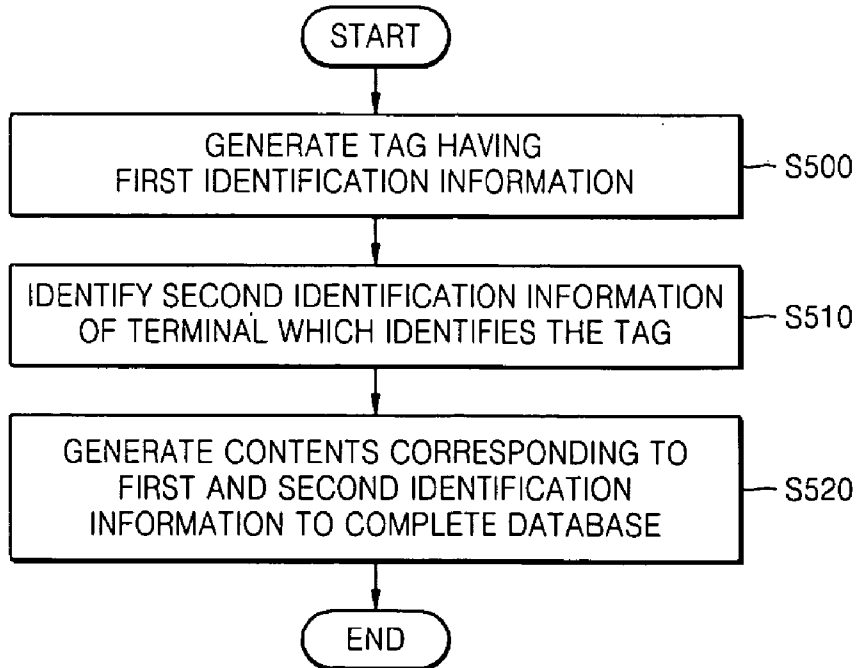 START
GENERATE TAG HAVING
FIRST IDENTIFICATION INFORMATION
S500
IDENTIFY SECOND IDENTIFICATION INFORMATION
OF TERMINAL WHICH IDENTIFIES THE TAG
S510
GENERATE CONTENTS CORRESPONDING TO
FIRST AND SECOND IDENTIFICATION
INFORMATION TO COMPLETE DATABASE
S520
END